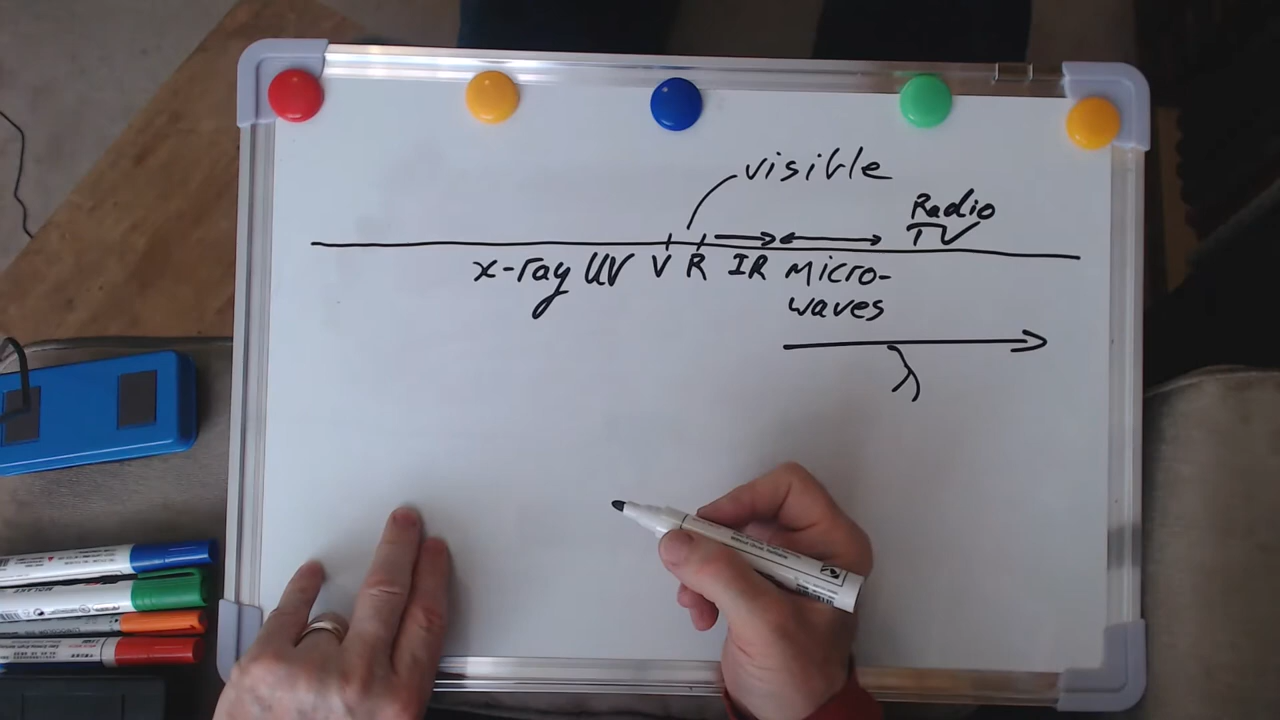 visible
Radio
TV
x-ray UV V R IR Micro-
waves
λ